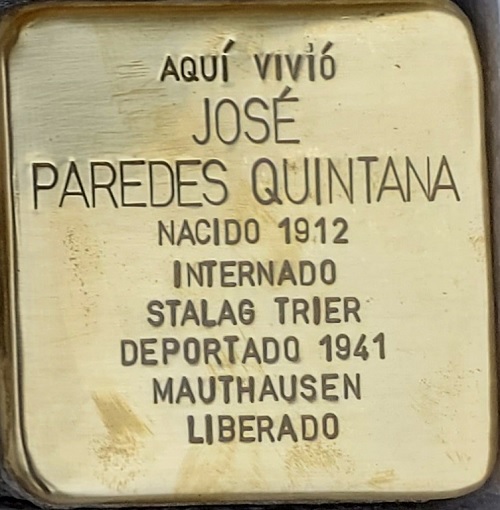 AQUÍ VIVIÓ
JOSÉ
PAREDES QUINTANA
NACIDO 1912
INTERNADO
STALAG TRIER
DEPORTADO 1941
MAUTHAUSEN
LIBERADO